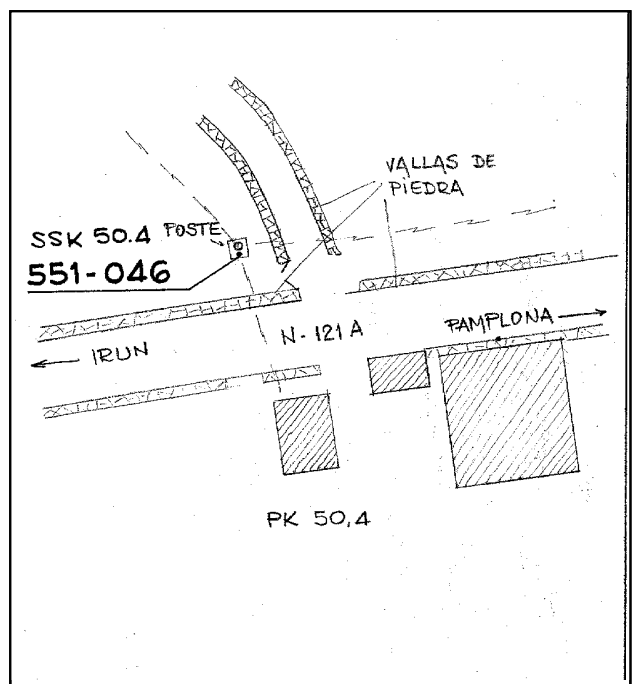 VALLAS DE
PIEDRA
SSK 50.4 POSTE
551-046
N-121 A
PAMPLONA
IRUN
PK 50,4